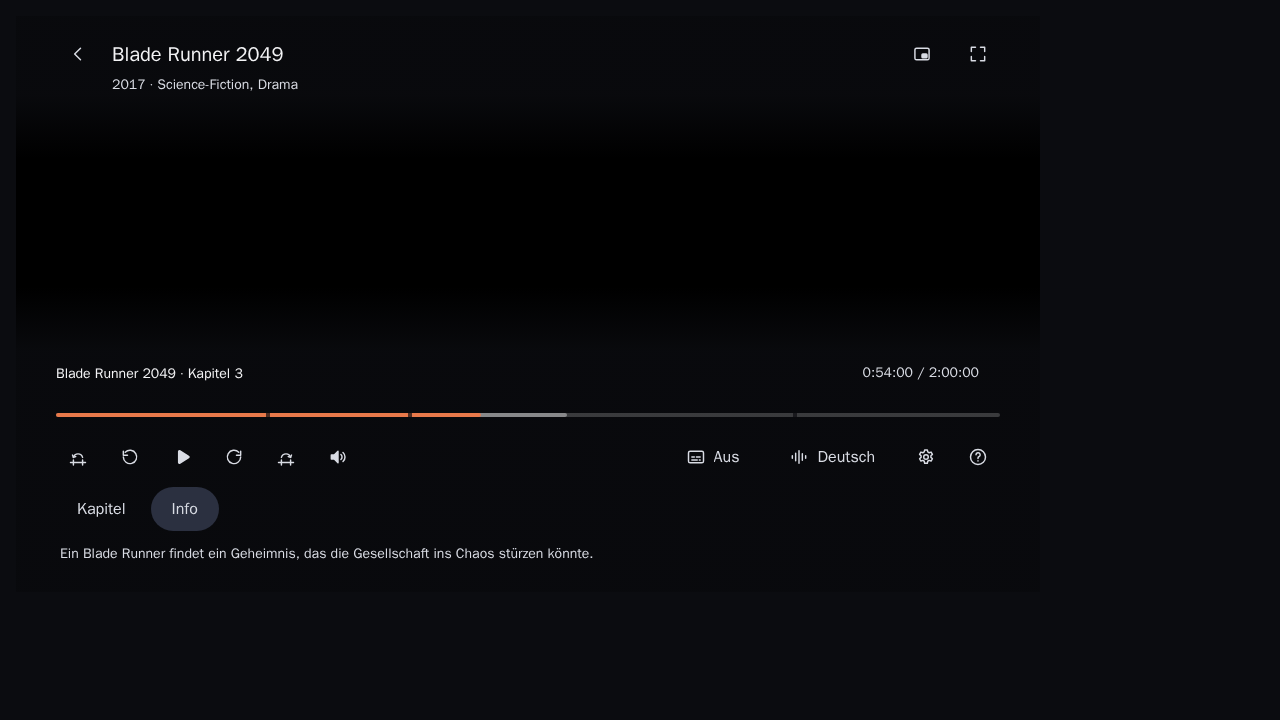 Blade Runner 2049
2017 · Science-Fiction, Drama
Blade Runner 2049 · Kapitel 3
0:54:00 / 2:00:00
Aus
Deutsch
Kapitel
Info
Ein Blade Runner findet ein Geheimnis, das die Gesellschaft ins Chaos stürzen könnte.